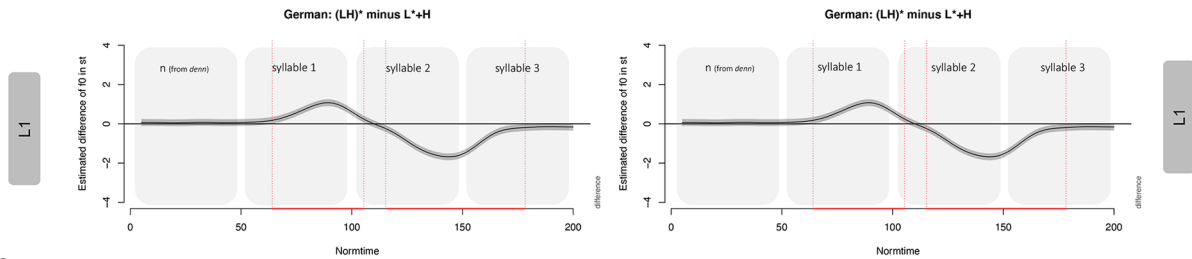 German: (LH)* minus L*+H
L1
Estimated difference of f0 in st
4
2
0
−2
−4
n (from denn)
syllable 1
syllable 2
syllable 3
0
50
100
150
200
Normtime
difference
German: (LH)* minus L*+H
Estimated difference of f0 in st
4
2
0
−2
−4
n (from denn)
syllable 1
syllable 2
syllable 3
0
50
100
150
200
Normtime
difference
L1